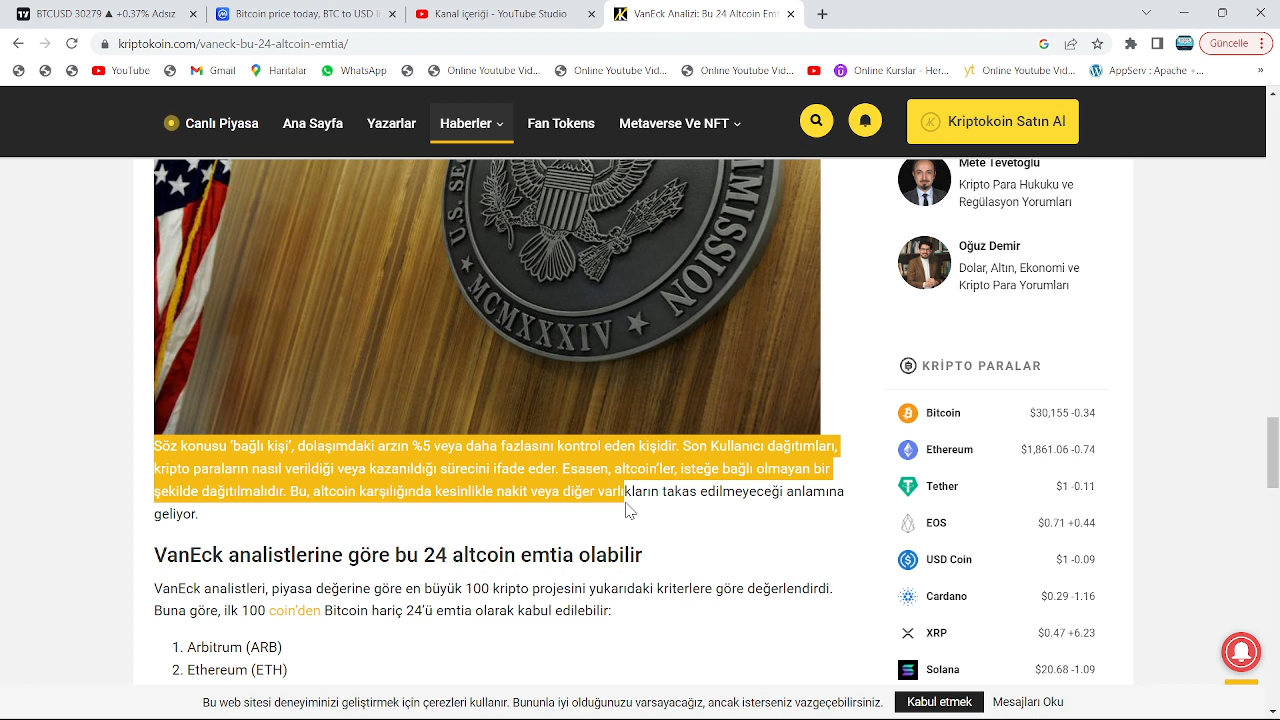 BTCUSD 30279 ▲ +0.37% Adsız
Bitcoin price today, BTC to USD li
Kanal içeriği - YouTube Studio
VanEck Analizi: Bu 24 Altcoin Emt
kriptokoin.com/vaneck-bu-24-altcoin-emtia/
Güncelle
YouTube
Gmail
Haritalar
WhatsApp
Online Youtube Vid...
Online Youtube Vid...
Online Youtube Vid...
Online Kurslar - Her...
Online Youtube Vid...
AppServ : Apache +...
»
Canlı Piyasa
Ana Sayfa
Yazarlar
Haberler
Fan Tokens
Metaverse Ve NFT
Kriptokoin Satın Al
U.S. SE
MMISSION
★ MCMXXXIV ★
Mete Tevetoğlu
Kripto Para Hukuku ve
Regülasyon Yorumları
Oğuz Demir
Dolar, Altın, Ekonomi ve
Kripto Para Yorumları
KRİPTO PARALAR
Bitcoin $30,155 -0.34
Ethereum $1,861.06 -0.74
Tether $1 -0.11
EOS $0.71 +0.44
USD Coin $1 -0.09
Cardano $0.29 -1.16
XRP $0.47 +6.23
Solana $20.68 -1.09
Söz konusu ‘bağlı kişi’, dolaşımdaki arzın %5 veya daha fazlasını kontrol eden kişidir. Son Kullanıcı dağıtımları,
kripto paraların nasıl verildiği veya kazanıldığı sürecini ifade eder. Esasen, altcoin’ler, isteğe bağlı olmayan bir
şekilde dağıtılmalıdır. Bu, altcoin karşılığında kesinlikle nakit veya diğer varlıkların takas edilmeyeceği anlamına
geliyor.
VanEck analistlerine göre bu 24 altcoin emtia olabilir
VanEck analistleri, piyasa değerine göre en büyük 100 kripto projesini yukarıdaki kriterlere göre değerlendirdi.
Buna göre, ilk 100 coin’den Bitcoin hariç 24’ü emtia olarak kabul edilebilir:
1. Arbitrum (ARB)
2. Ethereum (ETH)
Bu site deneyiminizi geliştirmek için çerezleri kullanır. Bununla iyi olduğunuzu varsayacağız, ancak isterseniz vazgeçebilirsiniz.
Kabul etmek
Mesajları Oku